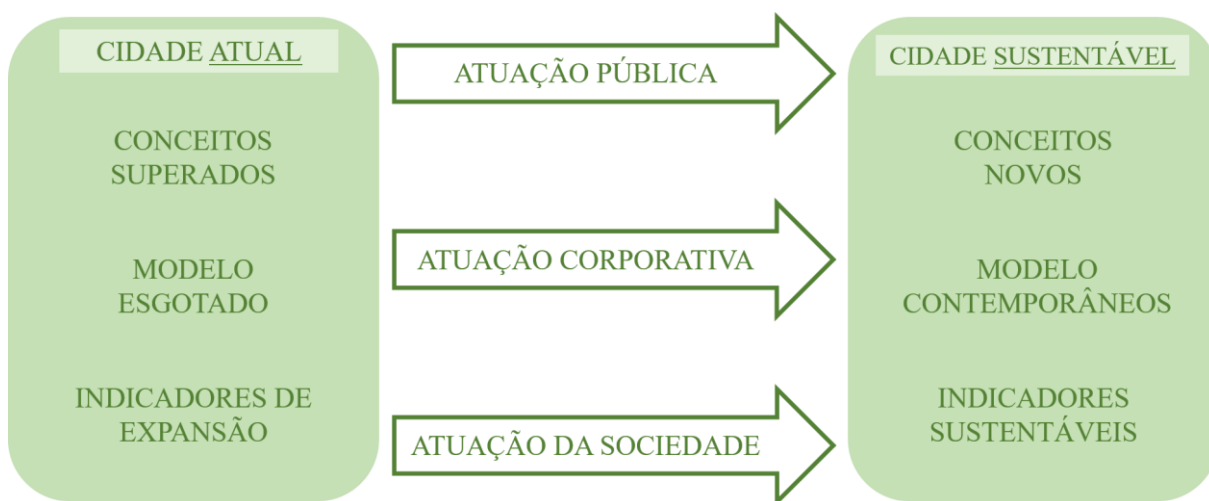 CIDADE ATUAL
CONCEITOS
SUPERADOS
MODELO
ESGOTADO
INDICADORES DE
EXPANSÃO
ATUAÇÃO PÚBLICA
ATUAÇÃO CORPORATIVA
ATUAÇÃO DA SOCIEDADE
CIDADE SUSTENTÁVEL
CONCEITOS
NOVOS
MODELO
CONTEMPORÂNEOS
INDICADORES
SUSTENTÁVEIS